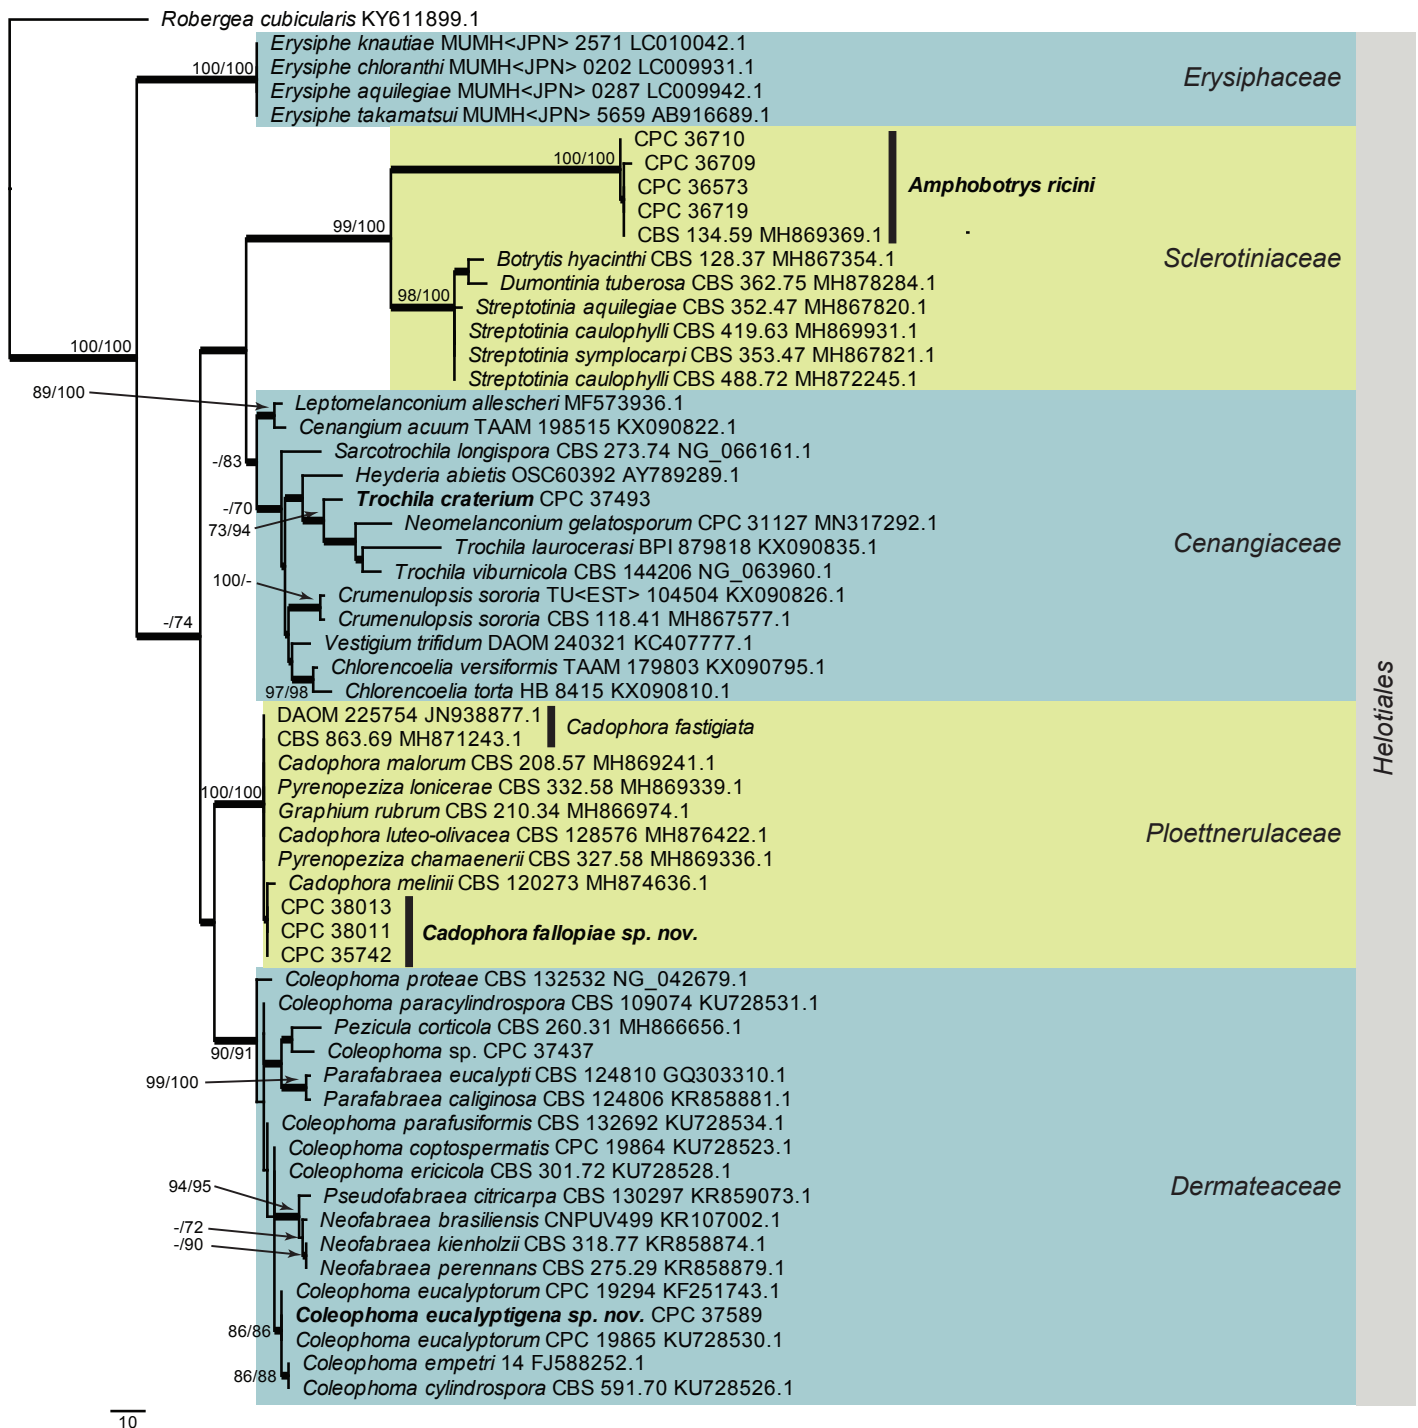 Robergea cubicularis KY611899.1
Erysiphe knautiae MUMH<JPN> 2571 LC010042.1
100/100
Erysiphe chloranthi MUMH<JPN> 0202 LC009931.1
Erysiphaceae
Erysiphe aquilegiae MUMH<JPN> 0287 LC009942.1
Erysiphe takamatsui MUMH<JPN> 5659 AB916689.1
CPC 36710
100/100
CPC 36709
CPC 36573
Amphobotrys ricini
CPC 36719
99/100
CBS 134.59 MH869369.1
Botrytis hyacinthi CBS 128.37 MH867354.1
Sclerotiniaceae
Dumontinia tuberosa CBS 362.75 MH878284.1
98/100
Streptotinia aquilegiae CBS 352.47 MH867820.1
Streptotinia caulophylli CBS 419.63 MH869931.1
100/100
Streptotinia symplocarpi CBS 353.47 MH867821.1
Streptotinia caulophylli CBS 488.72 MH872245.1
89/100
Leptomelanconium allescheri MF573936.1
Cenangium acuum TAAM 198515 KX090822.1
Sarcotrochila longispora CBS 273.74 NG_066161.1
-/83
Heyderia abietis OSC60392 AY789289.1
Trochila craterium CPC 37493
-/70
73/94
Neomelanconium gelatosporum CPC 31127 MN317292.1
Cenangiaceae
Trochila laurocerasi BPI 879818 KX090835.1
Trochila viburnicola CBS 144206 NG_063960.1
100/-
Crumenulopsis sororia TU<EST> 104504 KX090826.1
Crumenulopsis sororia CBS 118.41 MH867577.1
-/74
Vestigium trifidum DAOM 240321 KC407777.1
Chlorencoelia versiformis TAAM 179803 KX090795.1
97/98
Chlorencoelia torta HB 8415 KX090810.1
Helotiales
DAOM 225754 JN938877.1
Cadophora fastigiata
CBS 863.69 MH871243.1
Cadophora malorum CBS 208.57 MH869241.1
100/100
Pyrenopeziza lonicerae CBS 332.58 MH869339.1
Graphium rubrum CBS 210.34 MH866974.1
Cadophora luteo-olivacea CBS 128576 MH876422.1
Ploettnerulaceae
Pyrenopeziza chamaenerii CBS 327.58 MH869336.1
Cadophora melinii CBS 120273 MH874636.1
CPC 38013
CPC 38011
Cadophora fallopiae sp. nov.
CPC 35742
Coleophoma proteae CBS 132532 NG_042679.1
Coleophoma paracylindrospora CBS 109074 KU728531.1
Pezicula corticola CBS 260.31 MH866656.1
90/91
Coleophoma sp. CPC 37437
99/100
Parafabraea eucalypti CBS 124810 GQ303310.1
Parafabraea caliginosa CBS 124806 KR858881.1
Coleophoma parafusiformis CBS 132692 KU728534.1
Coleophoma coptospermatis CPC 19864 KU728523.1
Coleophoma ericicola CBS 301.72 KU728528.1
94/95
Dermateaceae
Pseudofabraea citricarpa CBS 130297 KR859073.1
-/72
Neofabraea brasiliensis CNPUV499 KR107002.1
-/90
Neofabraea kienholzii CBS 318.77 KR858874.1
Neofabraea perennans CBS 275.29 KR858879.1
Coleophoma eucalyptorum CPC 19294 KF251743.1
Coleophoma eucalyptigena sp. nov. CPC 37589
86/86
Coleophoma eucalyptorum CPC 19865 KU728530.1
Coleophoma empetri 14 FJ588252.1
86/88
Coleophoma cylindrospora CBS 591.70 KU728526.1
10